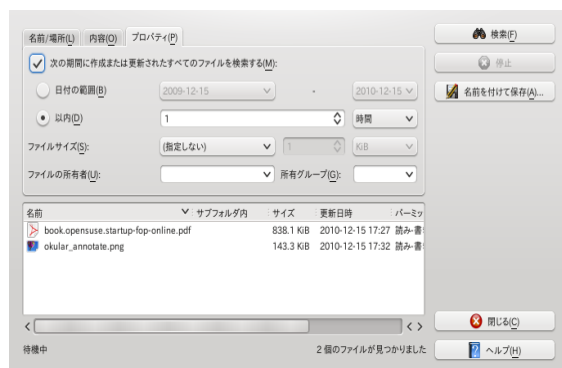 名前/場所(L) 内容(O) プロパティ(P)
検索(F)
次の期間に作成または更新されたすべてのファイルを検索する(M):
停止
日付の範囲(B) 2009-12-15 - 2010-12-15
名前を付けて保存(A)...
以内(D) 1 時間
ファイルサイズ(S): (指定しない) 1 KiB
ファイルの所有者(U): 所有グループ(G):
名前 サブフォルダ内 サイズ 更新日時 パーミッ
book.opensuse.startup-fop-online.pdf 838.1 KiB 2010-12-15 17:27 読み-書
okular_annotate.png 143.3 KiB 2010-12-15 17:32 読み-書
閉じる(C)
待機中 2 個のファイルが見つかりました
ヘルプ(H)